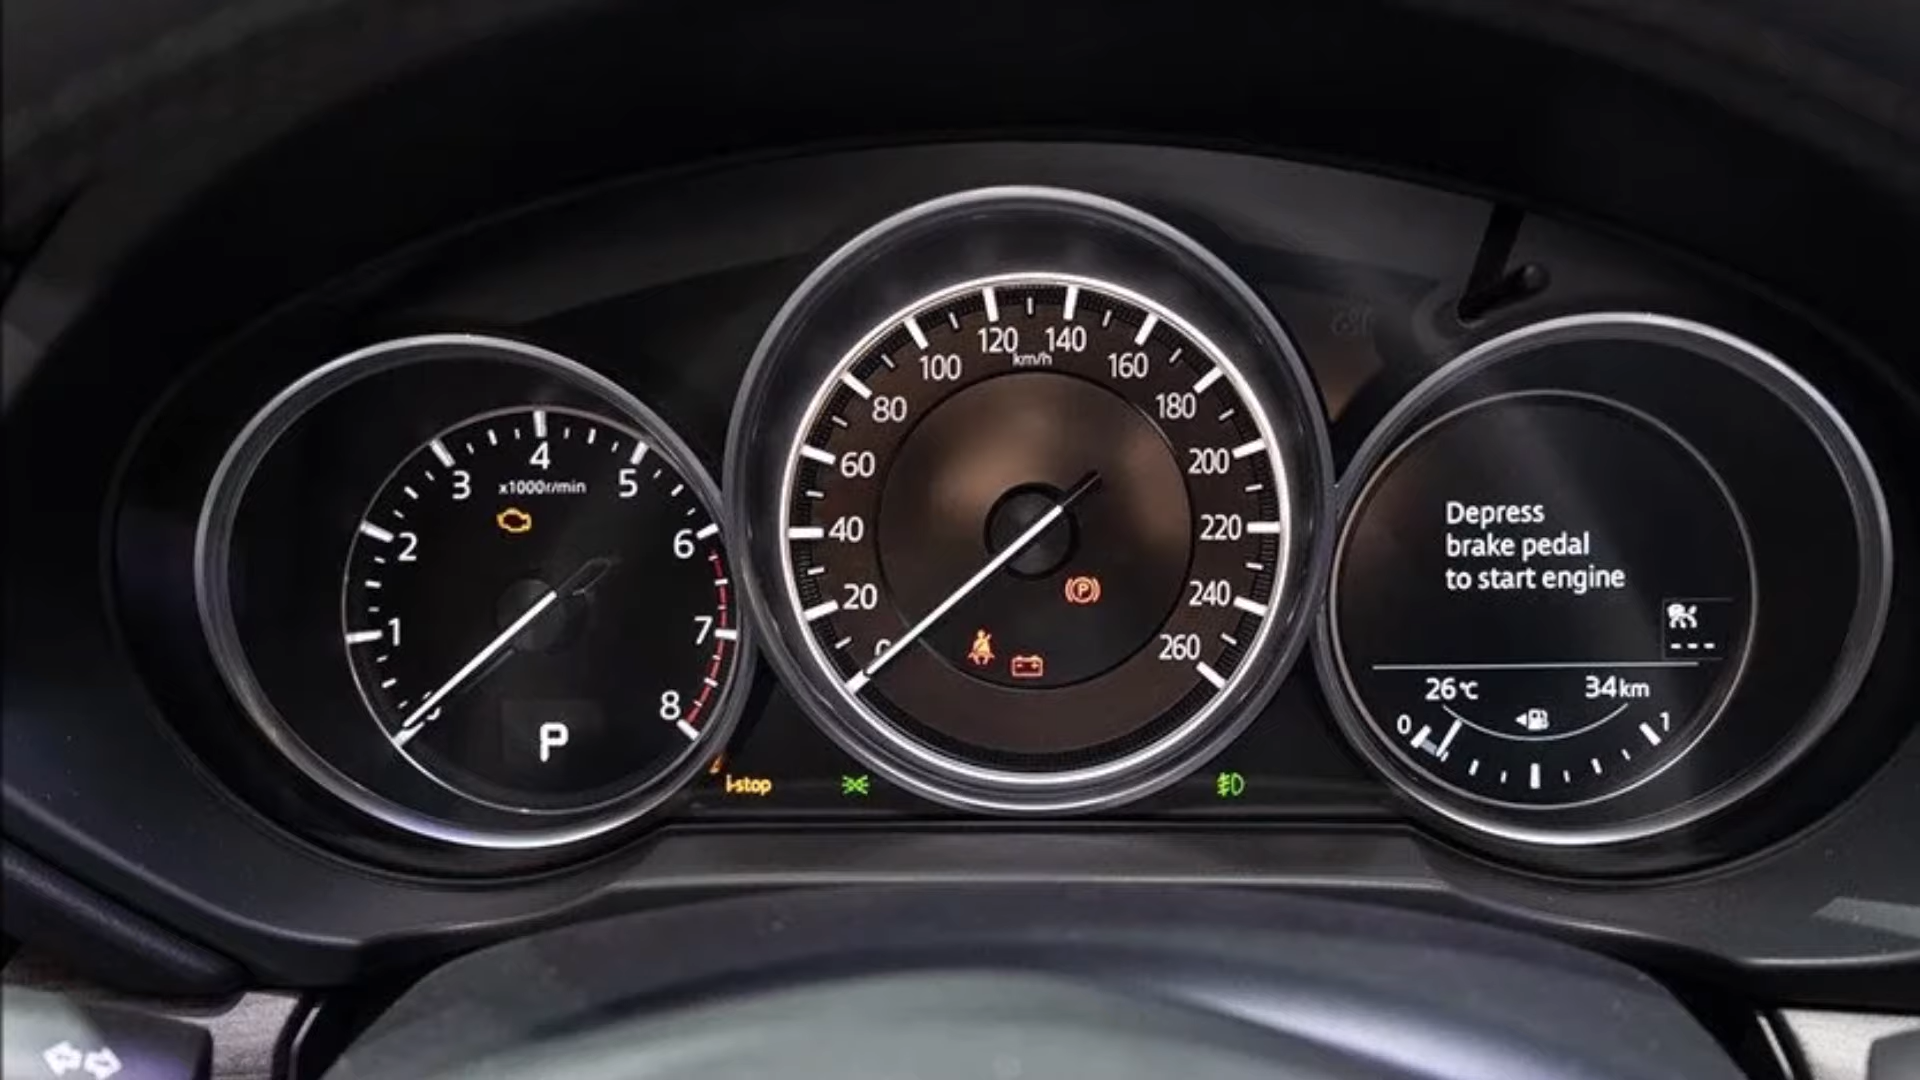 1
2
3
4
5
6
7
8
x1000r/min
P
0
20
40
60
80
100
120
140
160
180
200
220
240
260
km/h
(P)
i-stop
Depress
brake pedal
to start engine
---
26℃
34km
0
1